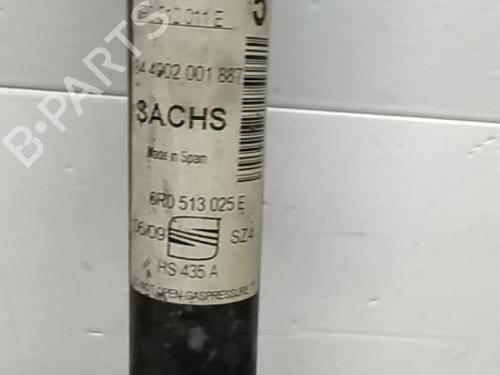 5
84 4902 001 887
SACHS
Made in Spain
6R0 513 025 E
06/09 SZ4
HS 435 A
NOT OPEN-GASPRESSURE
B-PARTS